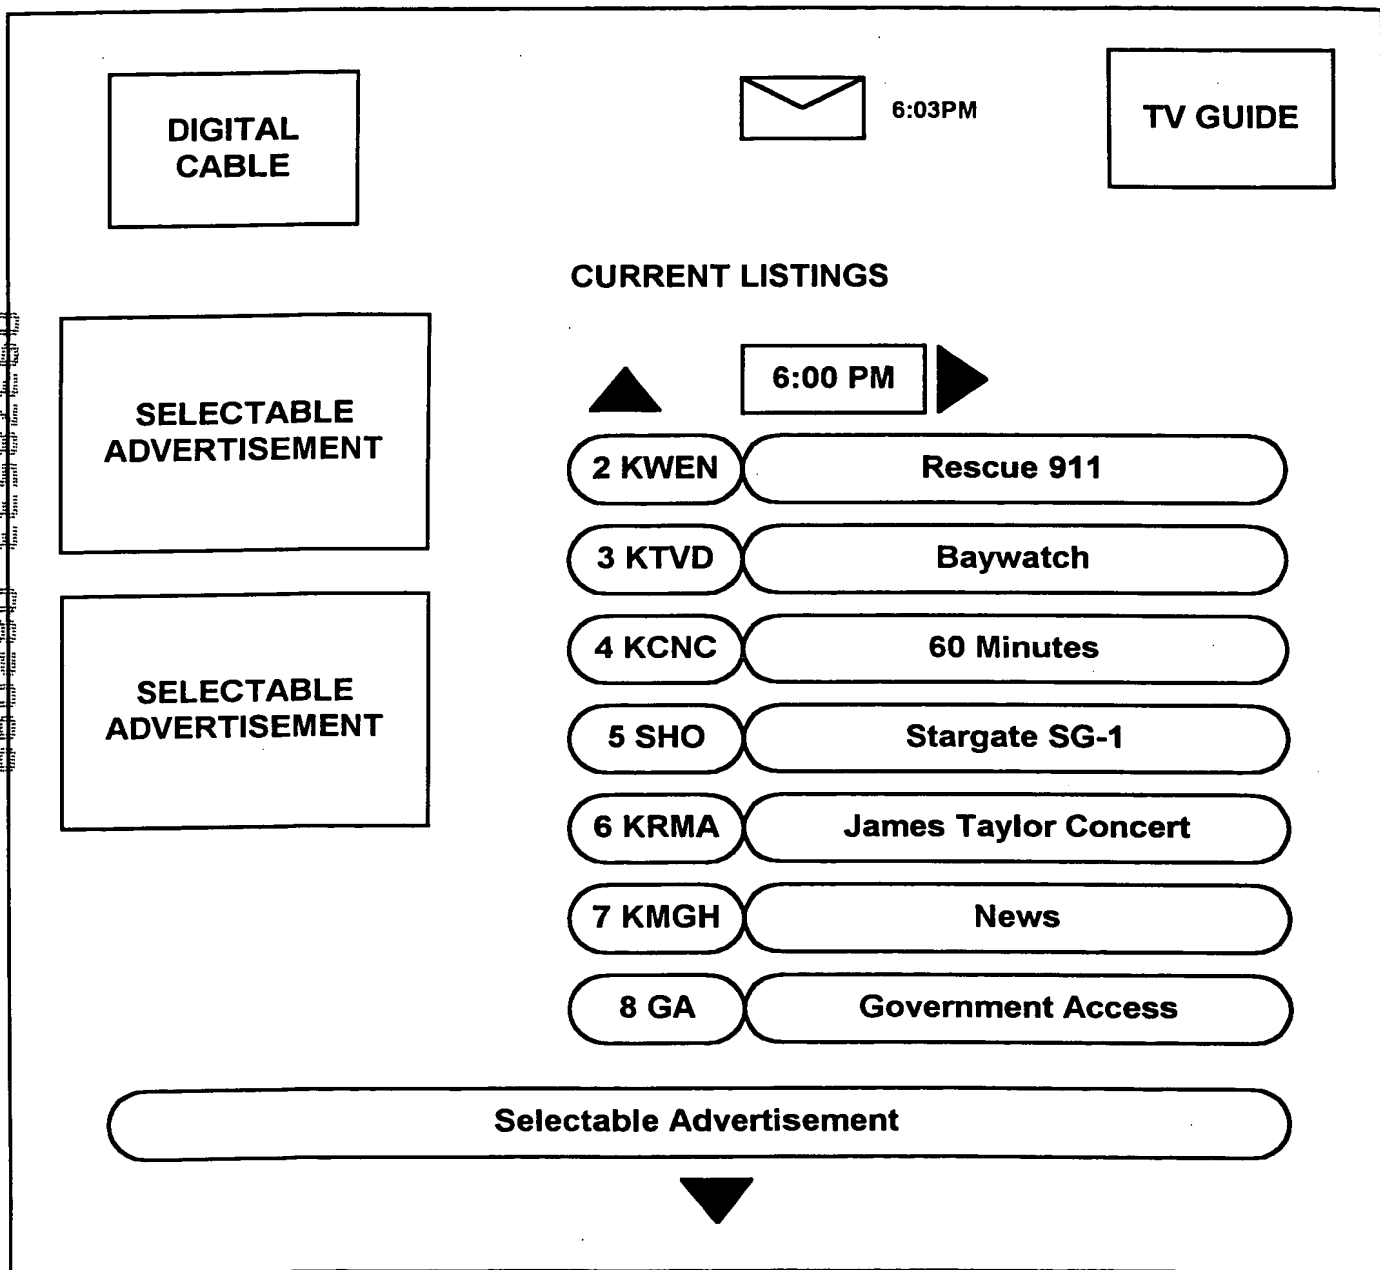 DIGITAL
CABLE
6:03PM
TV GUIDE
CURRENT LISTINGS
SELECTABLE
ADVERTISEMENT
SELECTABLE
ADVERTISEMENT
6:00 PM
2 KWEN Rescue 911
3 KTVD Baywatch
4 KCNC 60 Minutes
5 SHO Stargate SG-1
6 KRMA James Taylor Concert
7 KMGH News
8 GA Government Access
Selectable Advertisement